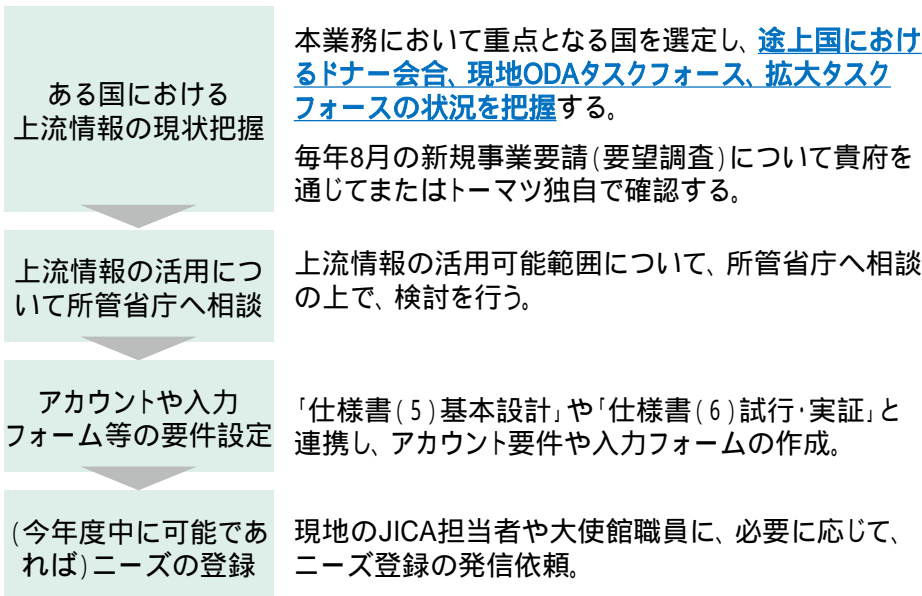 ある国における
上流情報の現状把握
本業務において重点となる国を選定し、途上国におけ
るドナー会合、現地ODAタスクフォース、拡大タスク
フォースの状況を把握する。
毎年8月の新規事業要請(要望調査)について貴府を
通じてまたはトーマツ独自で確認する。
上流情報の活用につ
いて所管省庁へ相談
上流情報の活用可能範囲について、所管省庁へ相談
の上で、検討を行う。
アカウントや入力
フォーム等の要件設定
「仕様書(5)基本設計」や「仕様書(6)試行・実証」と
連携し、アカウント要件や入力フォームの作成。
(今年度中に可能であ
れば)ニーズの登録
現地のJICA担当者や大使館職員に、必要に応じて、
ニーズ登録の発信依頼。